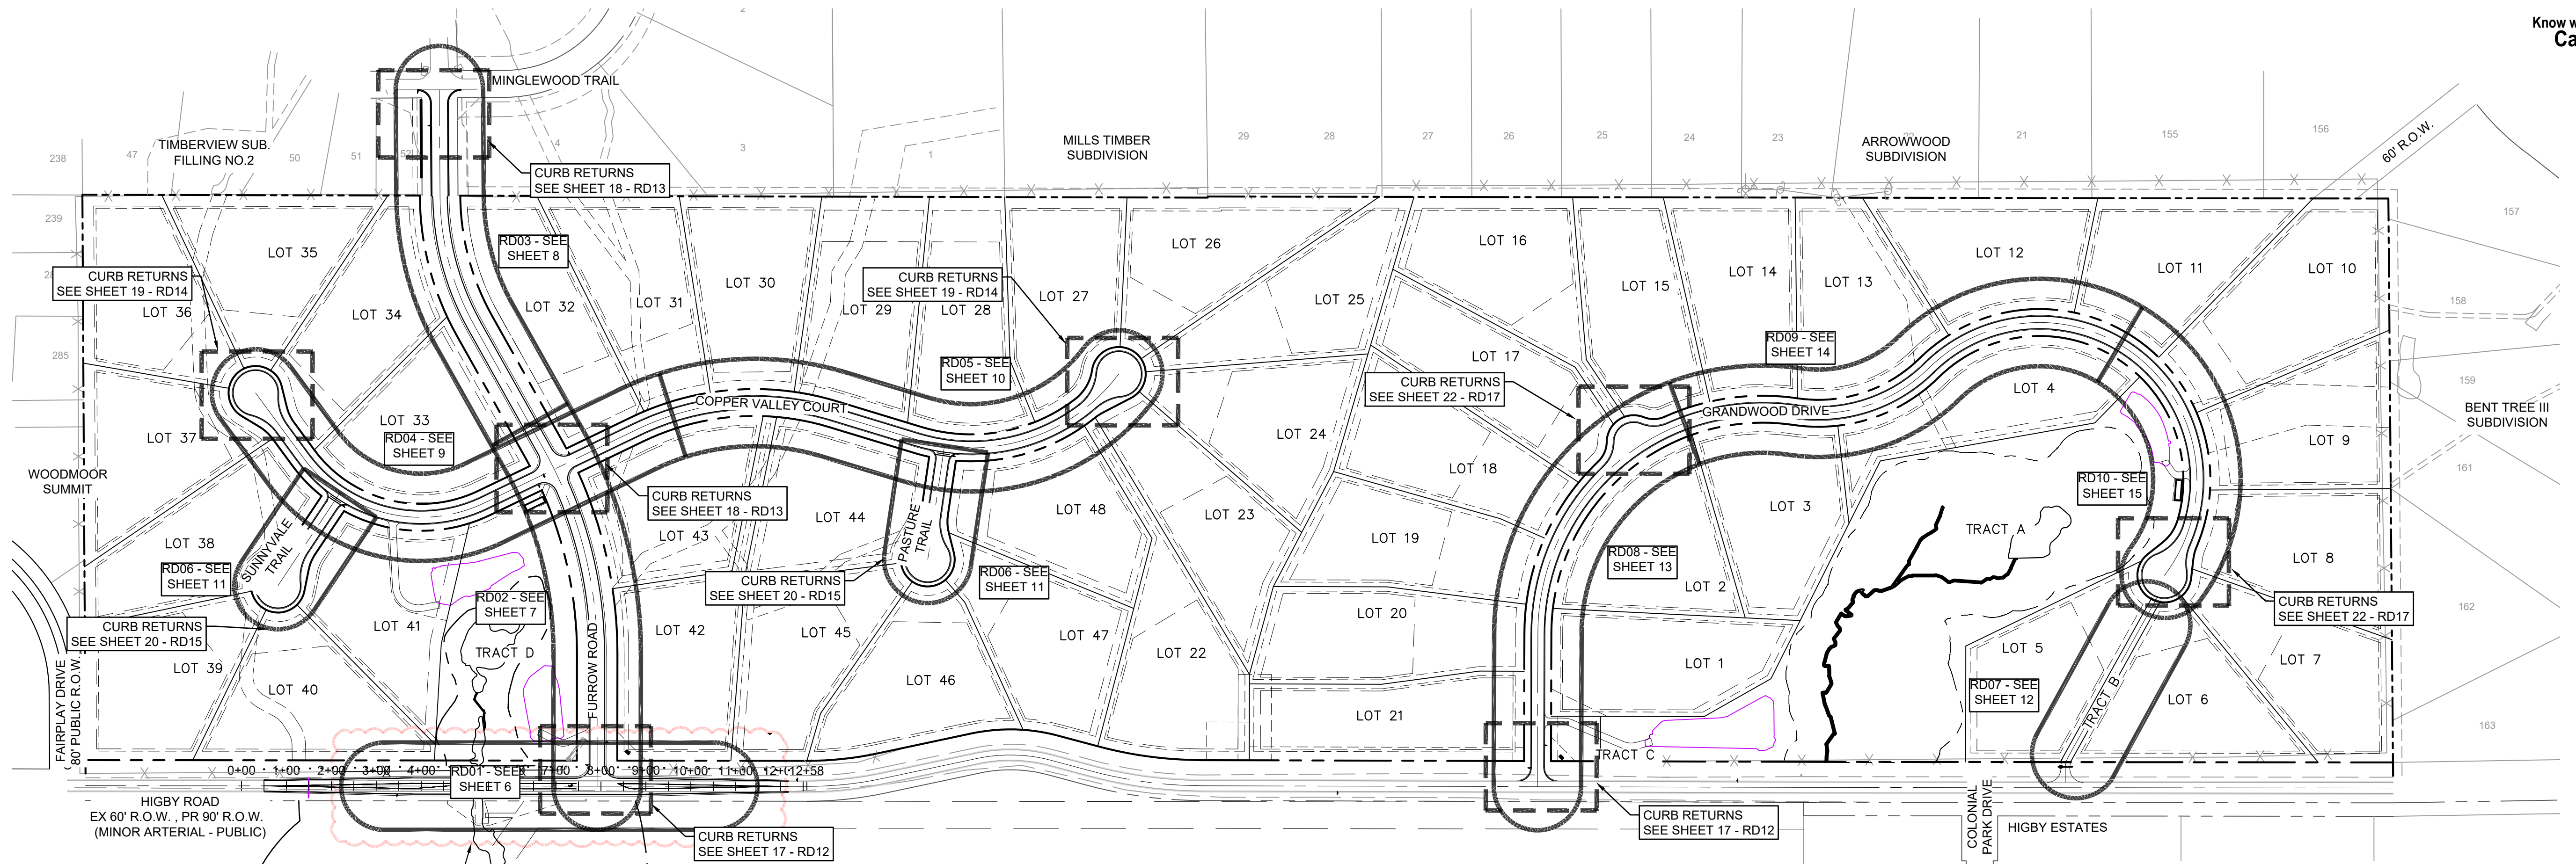 Know w
Ca
2
MINGLEWOOD TRAIL
TIMBERVIEW SUB.
FILLING NO.2
MILLS TIMBER
SUBDIVISION
ARROWWOOD
SUBDIVISION
60' R.O.W.
238
47
50
51
52
4
3
1
29
28
27
26
25
24
23
22
21
155
156
CURB RETURNS
SEE SHEET 18 - RD13
239
157
LOT 35
RD03 - SEE
SHEET 8
LOT 26
LOT 16
LOT 12
LOT 11
LOT 10
CURB RETURNS
SEE SHEET 19 - RD14
LOT 36
LOT 34
LOT 32
LOT 31
LOT 30
LOT 29
LOT 28
CURB RETURNS
SEE SHEET 19 - RD14
LOT 27
LOT 25
LOT 15
LOT 14
LOT 13
158
285
RD05 - SEE
SHEET 10
LOT 17
RD09 - SEE
SHEET 14
CURB RETURNS
SEE SHEET 22 - RD17
LOT 4
159
COPPER VALLEY COURT
GRANDWOOD DRIVE
BENT TREE III
SUBDIVISION
LOT 33
LOT 37
RD04 - SEE
SHEET 9
LOT 24
LOT 9
WOODMOOR
SUMMIT
LOT 18
161
CURB RETURNS
SEE SHEET 18 - RD13
RD10 - SEE
SHEET 15
LOT 44
LOT 48
LOT 23
LOT 3
TRACT A
LOT 38
SUNNYVALE
TRAIL
LOT 43
PASTURE
TRAIL
LOT 19
RD08 - SEE
SHEET 13
LOT 8
RD06 - SEE
SHEET 11
CURB RETURNS
SEE SHEET 20 - RD15
RD06 - SEE
SHEET 11
LOT 2
RD02 - SEE
SHEET 7
LOT 20
CURB RETURNS
SEE SHEET 22 - RD17
162
CURB RETURNS
SEE SHEET 20 - RD15
LOT 41
LOT 42
LOT 45
LOT 47
LOT 5
TRACT D
LOT 22
LOT 1
LOT 7
LOT 39
LOT 40
LOT 46
RD07 - SEE
SHEET 12
TRACT B
LOT 6
FAIRPLAY DRIVE
80' PUBLIC R.O.W.
FURROW ROAD
LOT 21
163
TRACT C
0+00
1+00
2+00
3+00
4+00
7+00
8+00
9+00
10+00
11+00
12+58
RD01 - SEE
SHEET 6
HIGBY ROAD
EX 60' R.O.W. , PR 90' R.O.W.
(MINOR ARTERIAL - PUBLIC)
CURB RETURNS
SEE SHEET 17 - RD12
CURB RETURNS
SEE SHEET 17 - RD12
COLONIAL
PARK DRIVE
HIGBY ESTATES